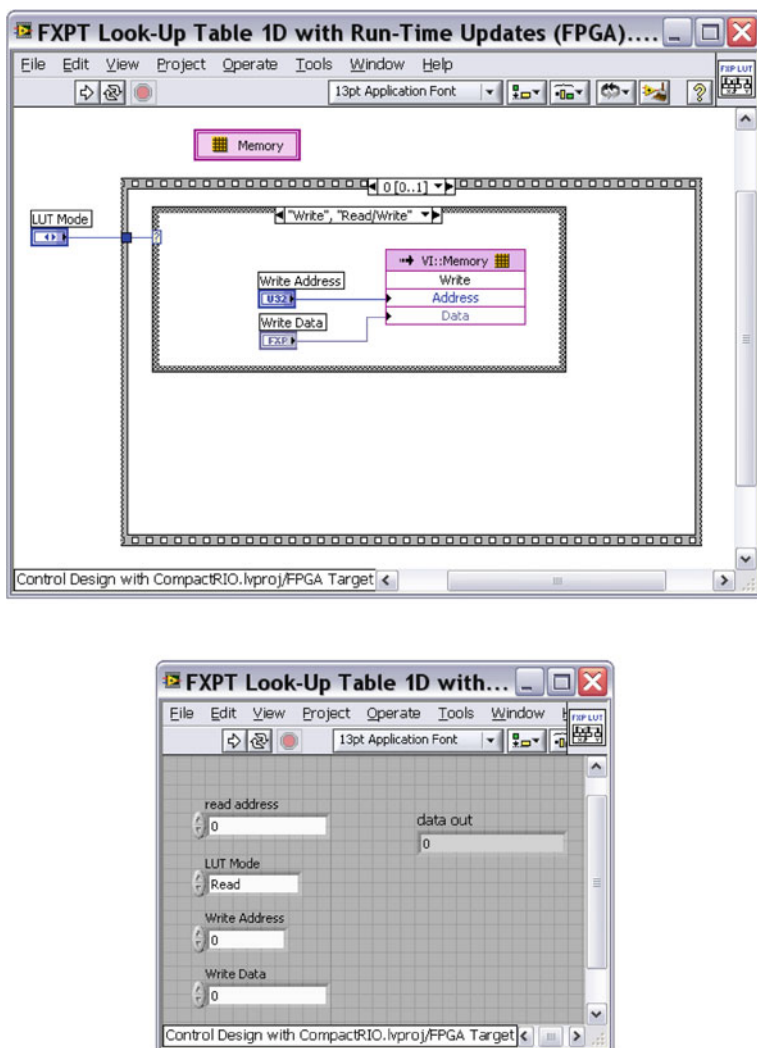 FXPT Look-Up Table 1D with Run-Time Updates (FPGA)....
File Edit View Project Operate Tools Window Help
FXP LUT
13pt Application Font
Memory
0 [0..1]
LUT Mode
"Write", "Read/Write"
VI::Memory
Write
Write Address
U32
Address
Write Data
Data
FXP
Control Design with CompactRIO.lvproj/FPGA Target
FXPT Look-Up Table 1D with...
File Edit View Project Operate Tools Window
FXP LUT
13pt Application Font
read address
0
data out
0
LUT Mode
Read
Write Address
0
Write Data
0
Control Design with CompactRIO.lvproj/FPGA Target